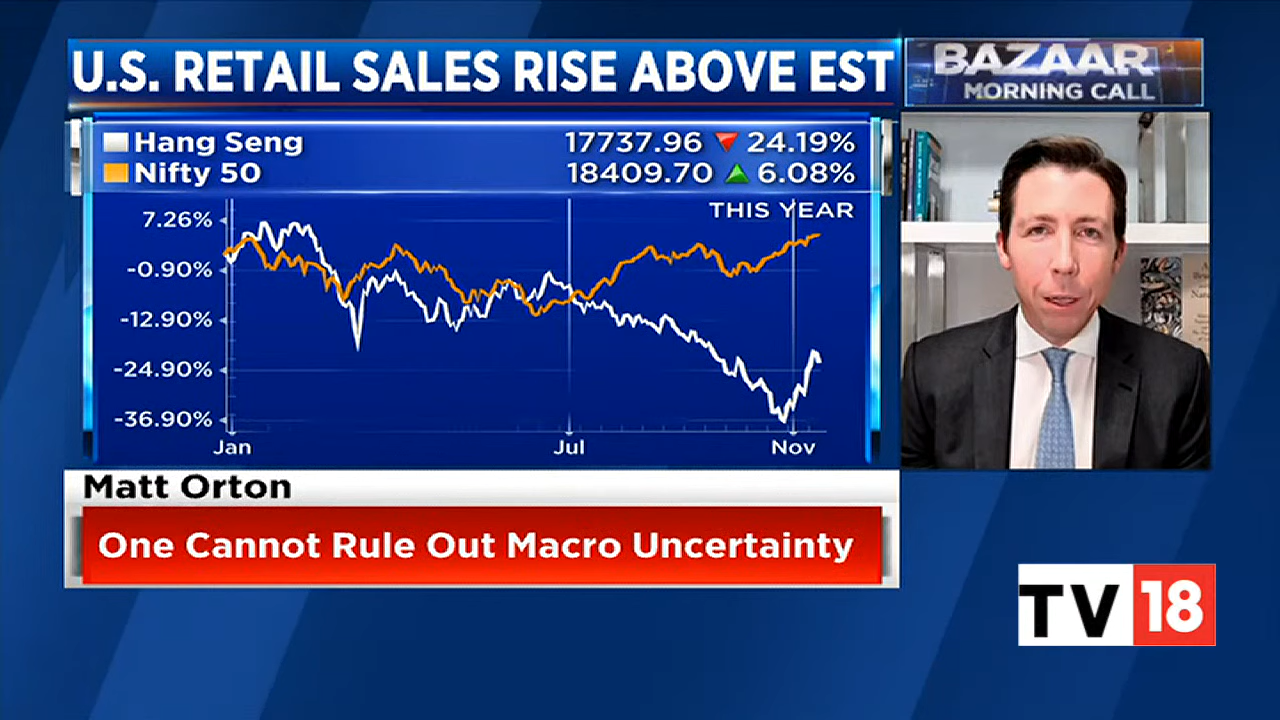 U.S. RETAIL SALES RISE ABOVE EST
BAZAAR
MORNING CALL
Hang Seng 17737.96 ▼ 24.19%
Nifty 50 18409.70 ▲ 6.08%
THIS YEAR
7.26%
-0.90%
-12.90%
-24.90%
-36.90%
Jan Jul Nov
Matt Orton
One Cannot Rule Out Macro Uncertainty
TV18